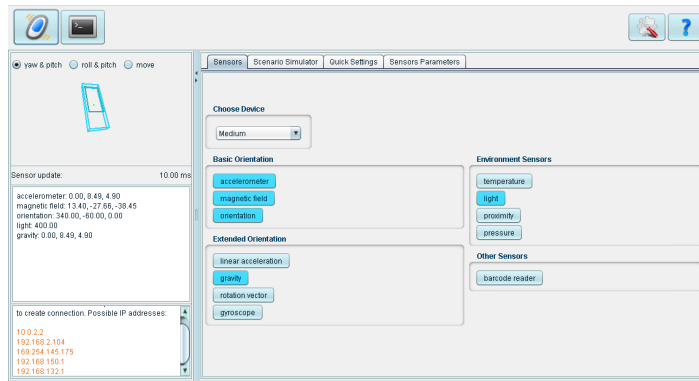 yaw & pitch roll & pitch move
Sensor update: 10.00 ms
accelerometer: 0.00, 8.49, 4.90
magnetic field: 13.40, -27.66, -38.45
orientation: 340.00, -60.00, 0.00
light: 400.00
gravity: 0.00, 8.49, 4.90
to create connection. Possible IP addresses:
10.0.2.2
192.168.2.104
169.254.145.175
192.168.150.1
192.168.132.1
Sensors Scenario Simulator Quick Settings Sensors Parameters
Choose Device
Medium
Basic Orientation
accelerometer
magnetic field
orientation
Extended Orientation
linear acceleration
gravity
rotation vector
gyroscope
Environment Sensors
temperature
light
proximity
pressure
Other Sensors
barcode reader